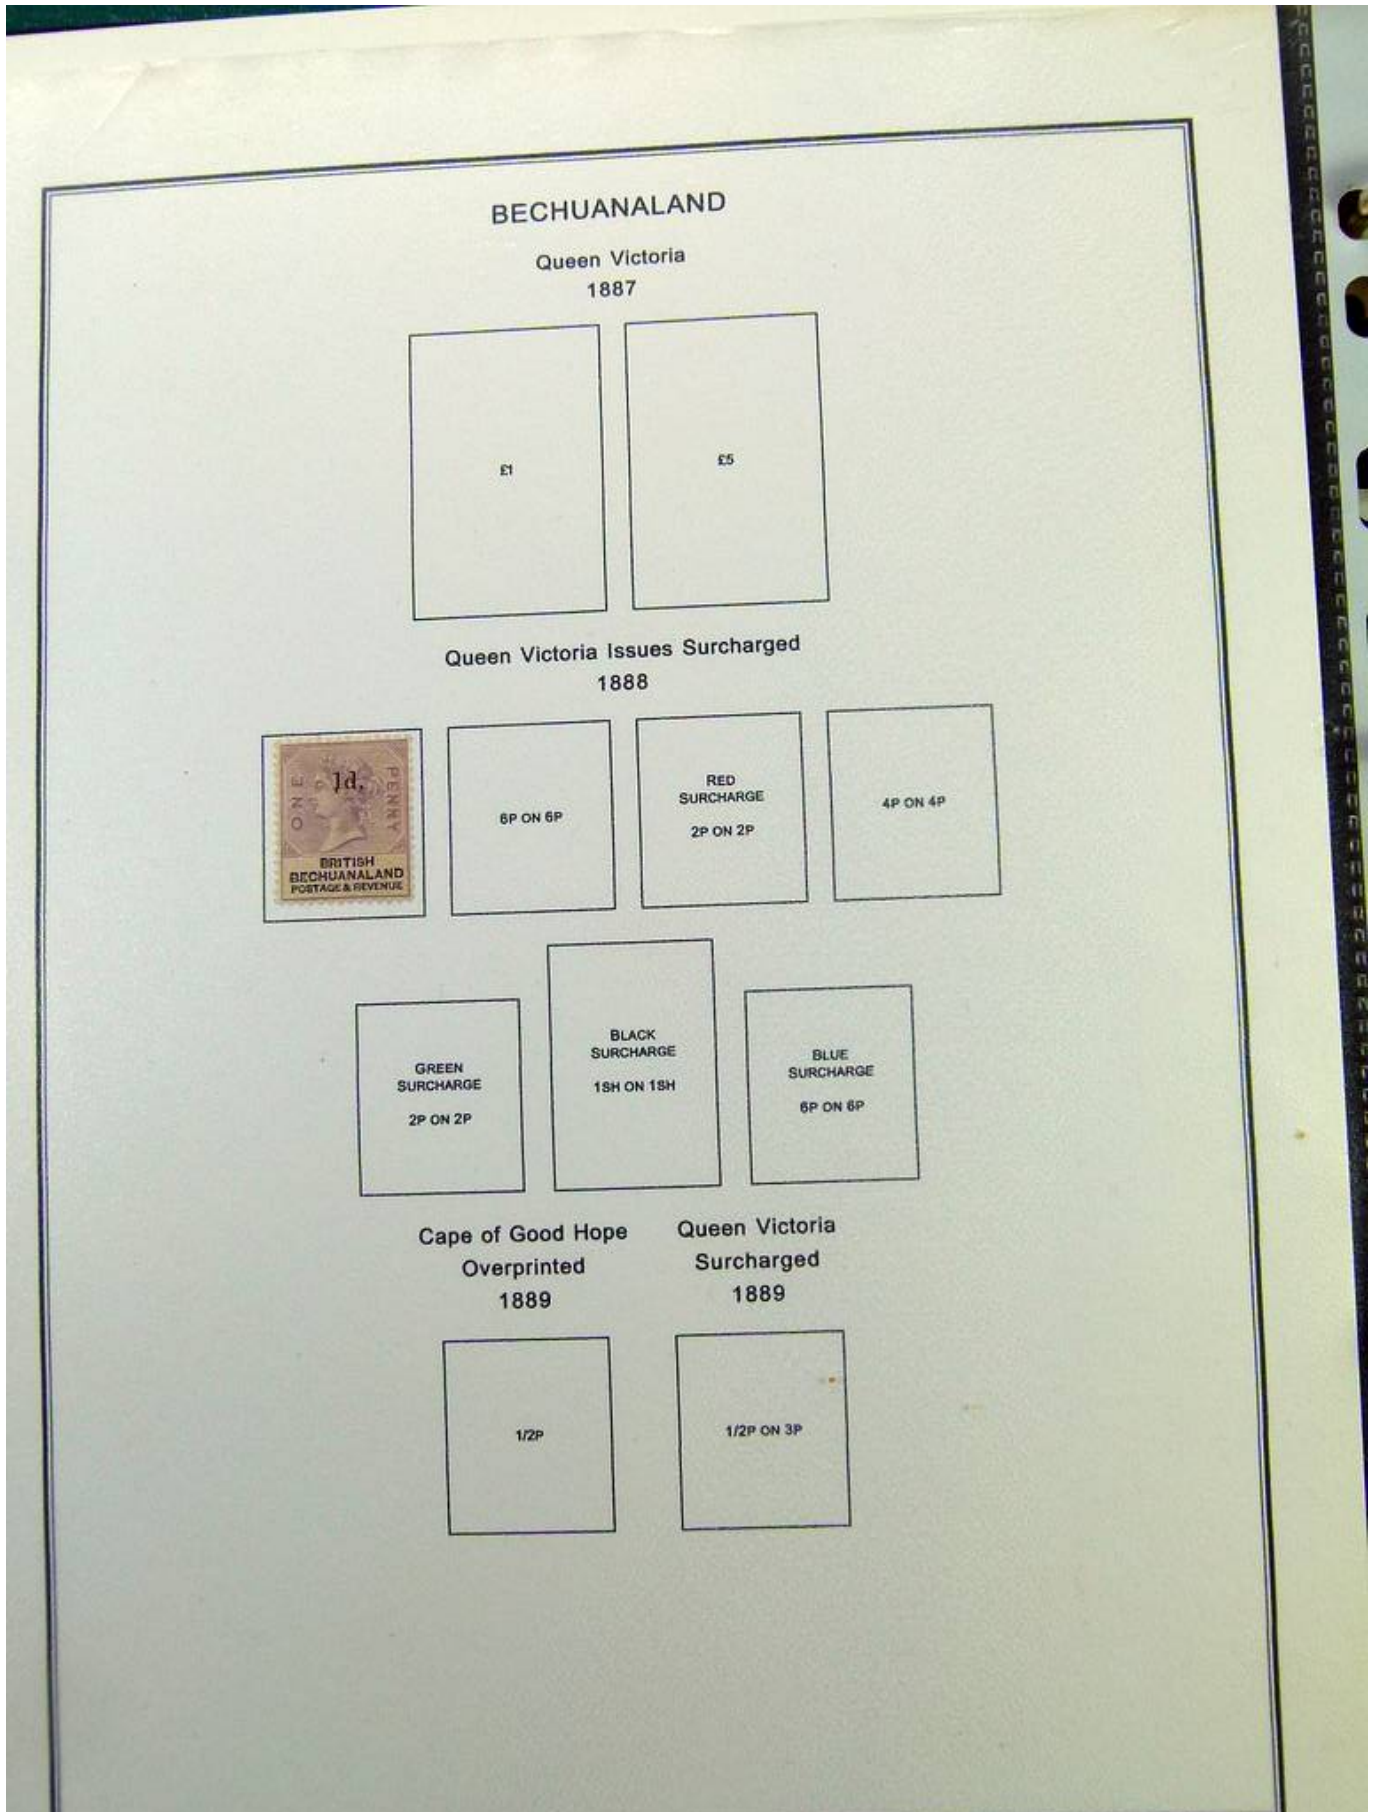 BECHUANALAND
Queen Victoria
1887
£1
£5
Queen Victoria Issues Surcharged
1888
ONE
PENNY
1d.
BRITISH
BECHUANALAND
POSTAGE & REVENUE
6P ON 6P
RED
SURCHARGE
2P ON 2P
4P ON 4P
GREEN
SURCHARGE
2P ON 2P
BLACK
SURCHARGE
1SH ON 1SH
BLUE
SURCHARGE
6P ON 6P
Cape of Good Hope
Overprinted
1889
Queen Victoria
Surcharged
1889
1/2P
1/2P ON 3P